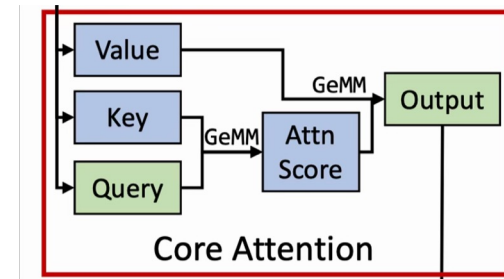 Value
Key
Query
GeMM
Attn
Score
GeMM
Output
Core Attention